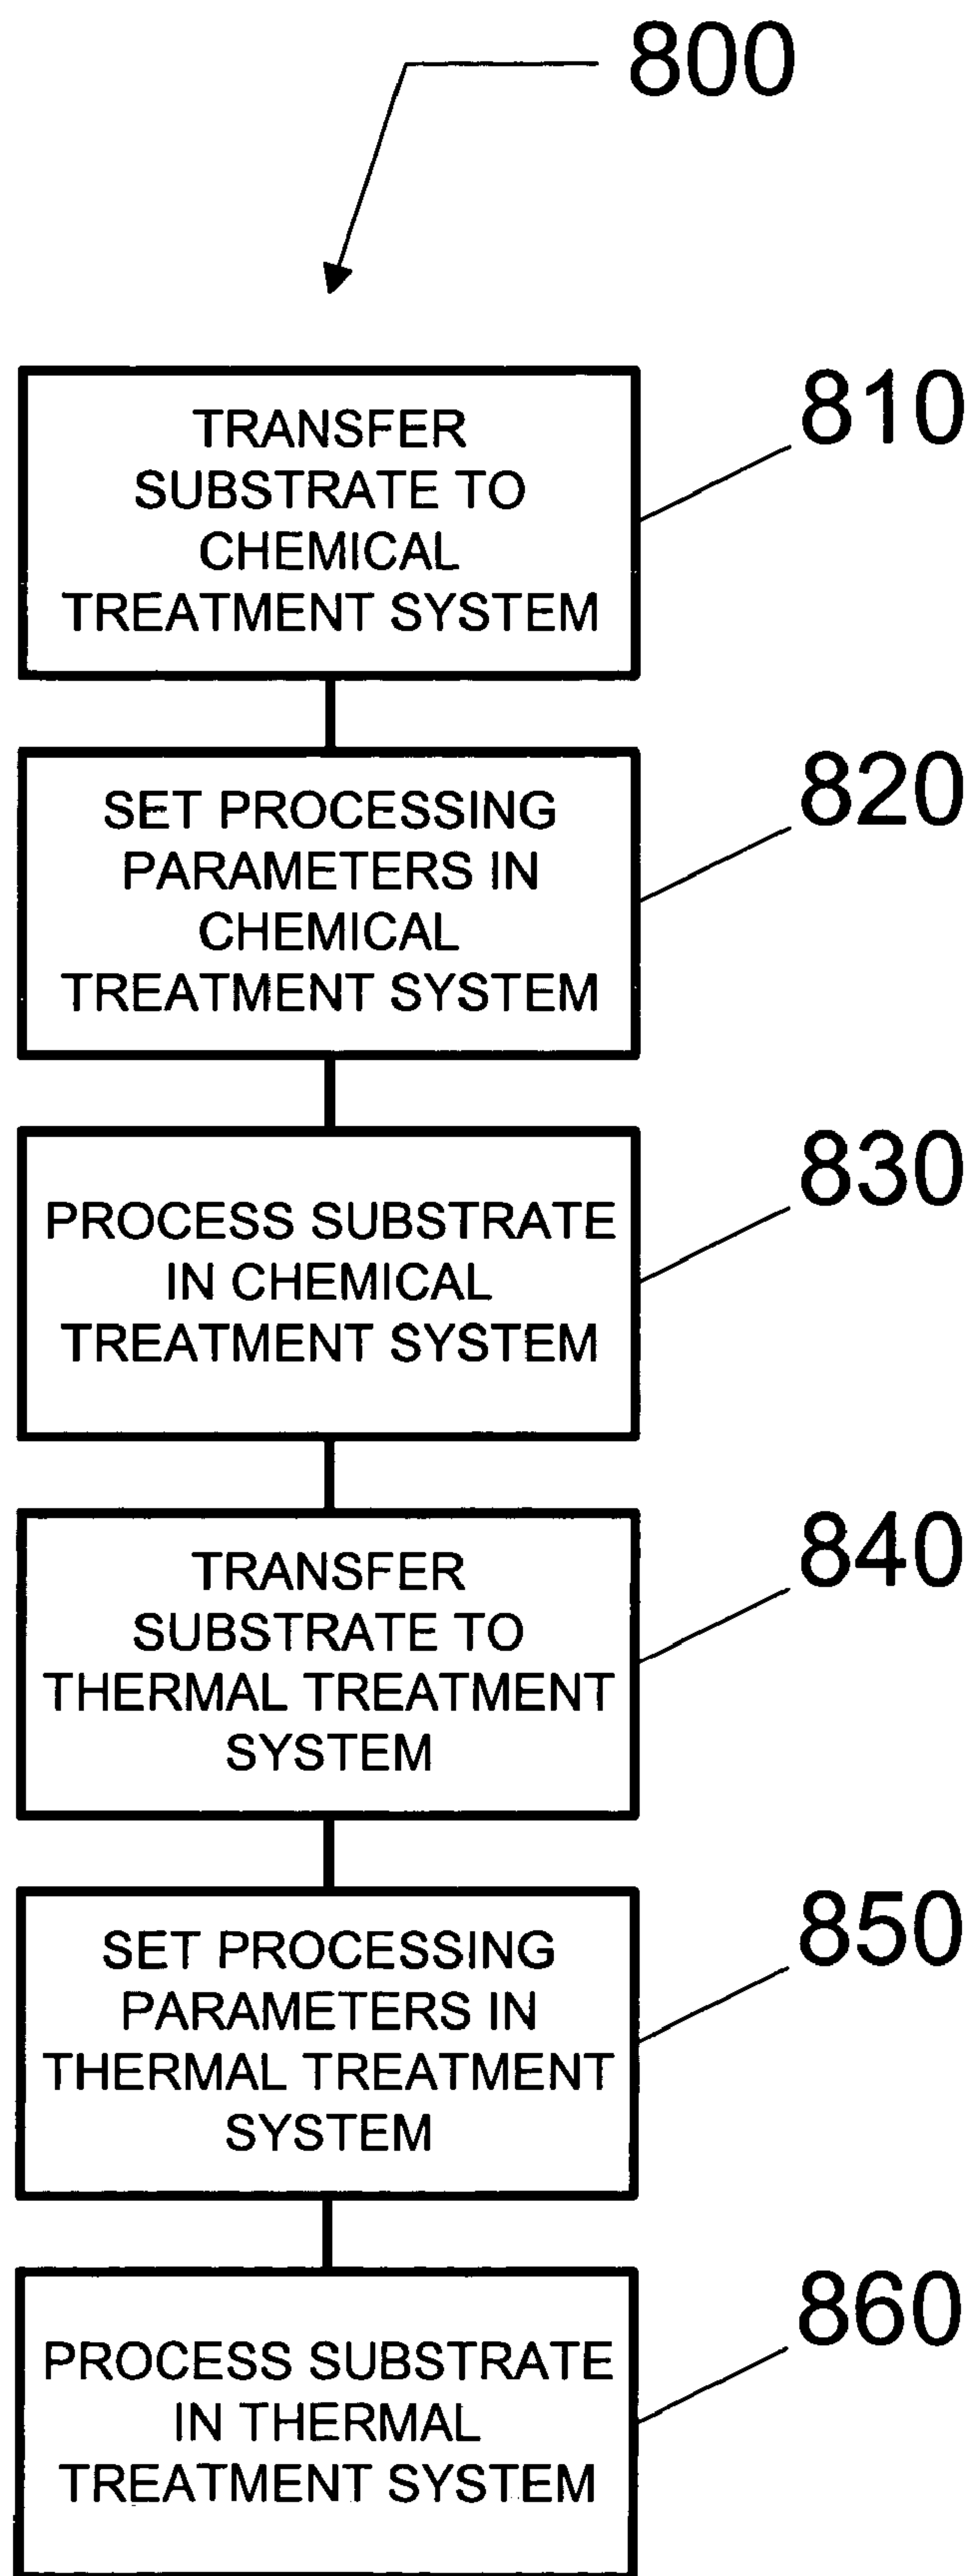 800
810
TRANSFER
SUBSTRATE TO
CHEMICAL
TREATMENT SYSTEM
820
SET PROCESSING
PARAMETERS IN
CHEMICAL
TREATMENT SYSTEM
830
PROCESS SUBSTRATE
IN CHEMICAL
TREATMENT SYSTEM
840
TRANSFER
SUBSTRATE TO
THERMAL TREATMENT
SYSTEM
850
SET PROCESSING
PARAMETERS IN
THERMAL TREATMENT
SYSTEM
860
PROCESS SUBSTRATE
IN THERMAL
TREATMENT SYSTEM